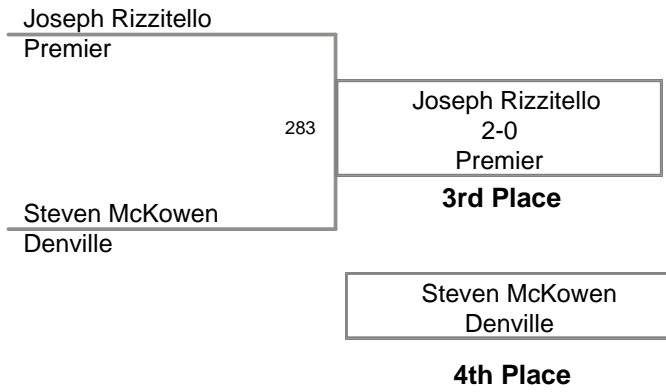 Joseph Rizzitello
Premier
283
Joseph Rizzitello
2-0
Premier
3rd Place
Steven McKowen
Denville
Steven McKowen
Denville
4th Place